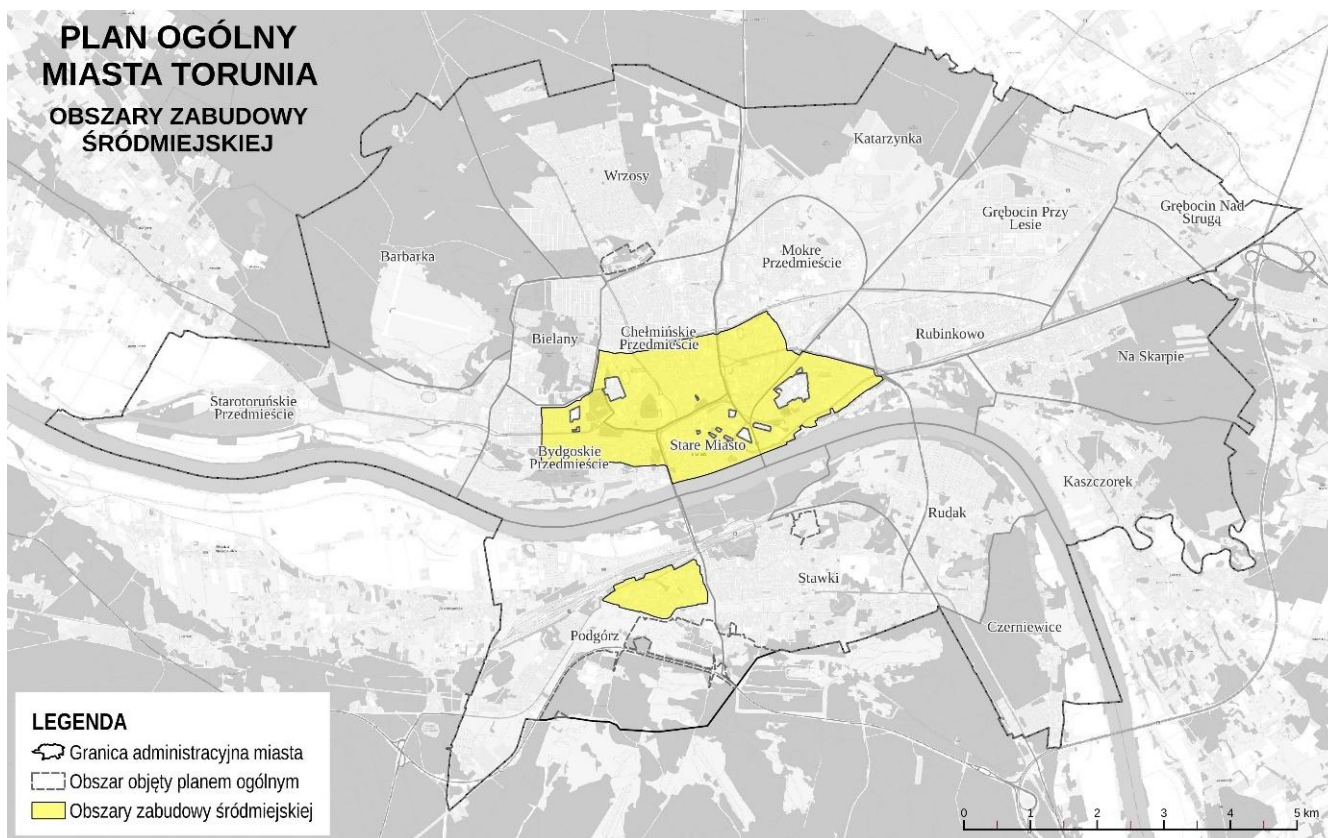 PLAN OGÓLNY
MIASTA TORUNIA
OBSZARY ZABUDOWY
ŚRÓDMIEJSKIEJ
Katarzynka
Wrzosy
Grębocin Przy
Lesie
Grębocin Nad
Strugą
Barbarka
Mokre
Przedmieście
Bielany
Chełmińskie
Przedmieście
Rubinkowo
Na Skarpie
Starotoruńskie
Przedmieście
Bydgoskie
Przedmieście
Stare Miasto
Kaszczorek
Rudak
Stawki
Podgórz
Czerniewice
LEGENDA
Granica administracyjna miasta
Obszar objęty planem ogólnym
Obszary zabudowy śródmiejskiej
0 1 2 3 4 5 km